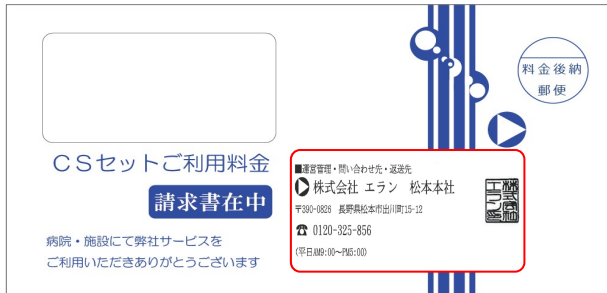 料金後納
郵便
CSセットご利用料金
請求書在中
病院・施設にて弊社サービスを
ご利用いただきありがとうございます
■運営管理・問い合わせ先・返送先
株式会社 エラン 松本本社
〒390-0826 長野県松本市出川町15-12
☎ 0120-325-856
(平日AM9:00～PM5:00)